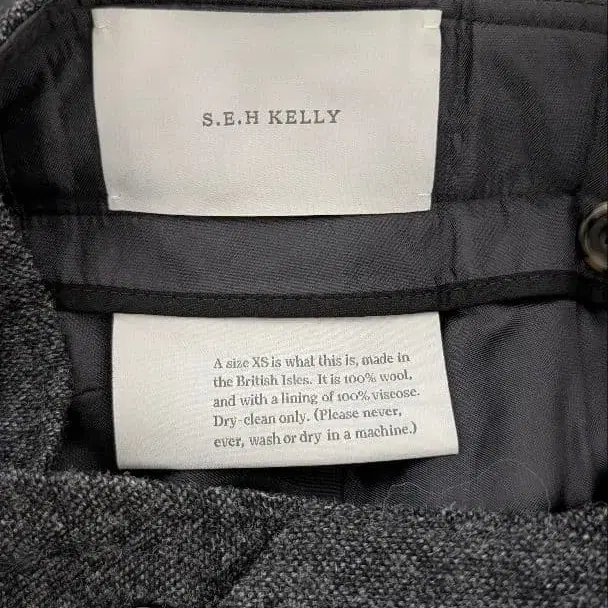 S.E.H KELLY
A size XS is what this is, made in
the British Isles. It is 100% wool,
and with a lining of 100% viscose.
Dry-clean only. (Please never,
ever, wash or dry in a machine.)